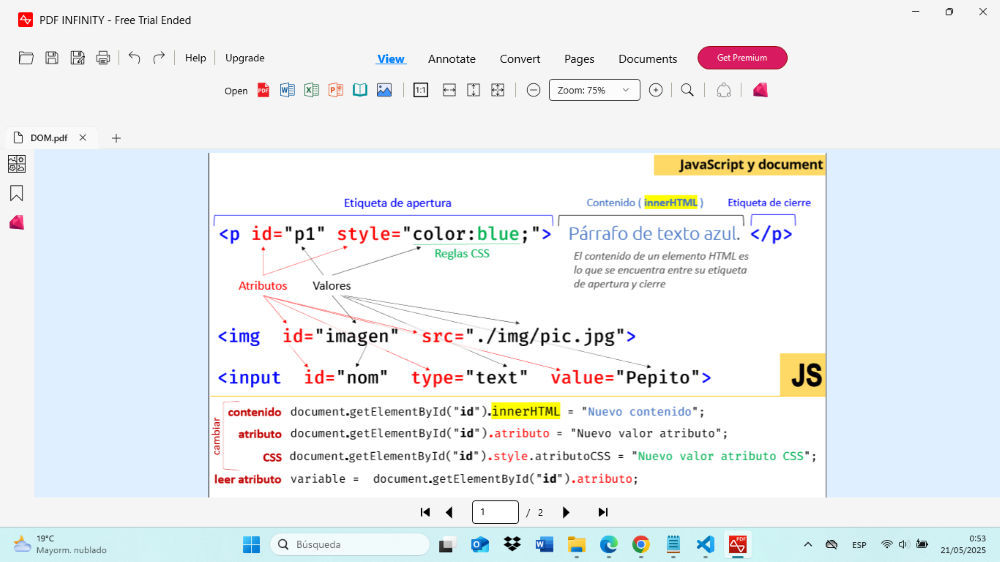 PDF INFINITY - Free Trial Ended
Help Upgrade View Annotate Convert Pages Documents Get Premium
Open 1:1 Zoom: 75%
DOM.pdf
JavaScript y document
Etiqueta de apertura Contenido ( innerHTML ) Etiqueta de cierre
<p id="p1" style="color:blue;"> Párrafo de texto azul. </p>
Reglas CSS
El contenido de un elemento HTML es
lo que se encuentra entre su etiqueta
de apertura y cierre
Atributos Valores
<img id="imagen" src="./img/pic.jpg">
<input id="nom" type="text" value="Pepito">
JS
cambiar
contenido document.getElementById("id").innerHTML = "Nuevo contenido";
atributo document.getElementById("id").atributo = "Nuevo valor atributo";
CSS document.getElementById("id").style.atributoCSS = "Nuevo valor atributo CSS";
leer atributo variable = document.getElementById("id").atributo;
1 / 2
19°C
Mayorm. nublado
Búsqueda
ESP
0:53
21/05/2025